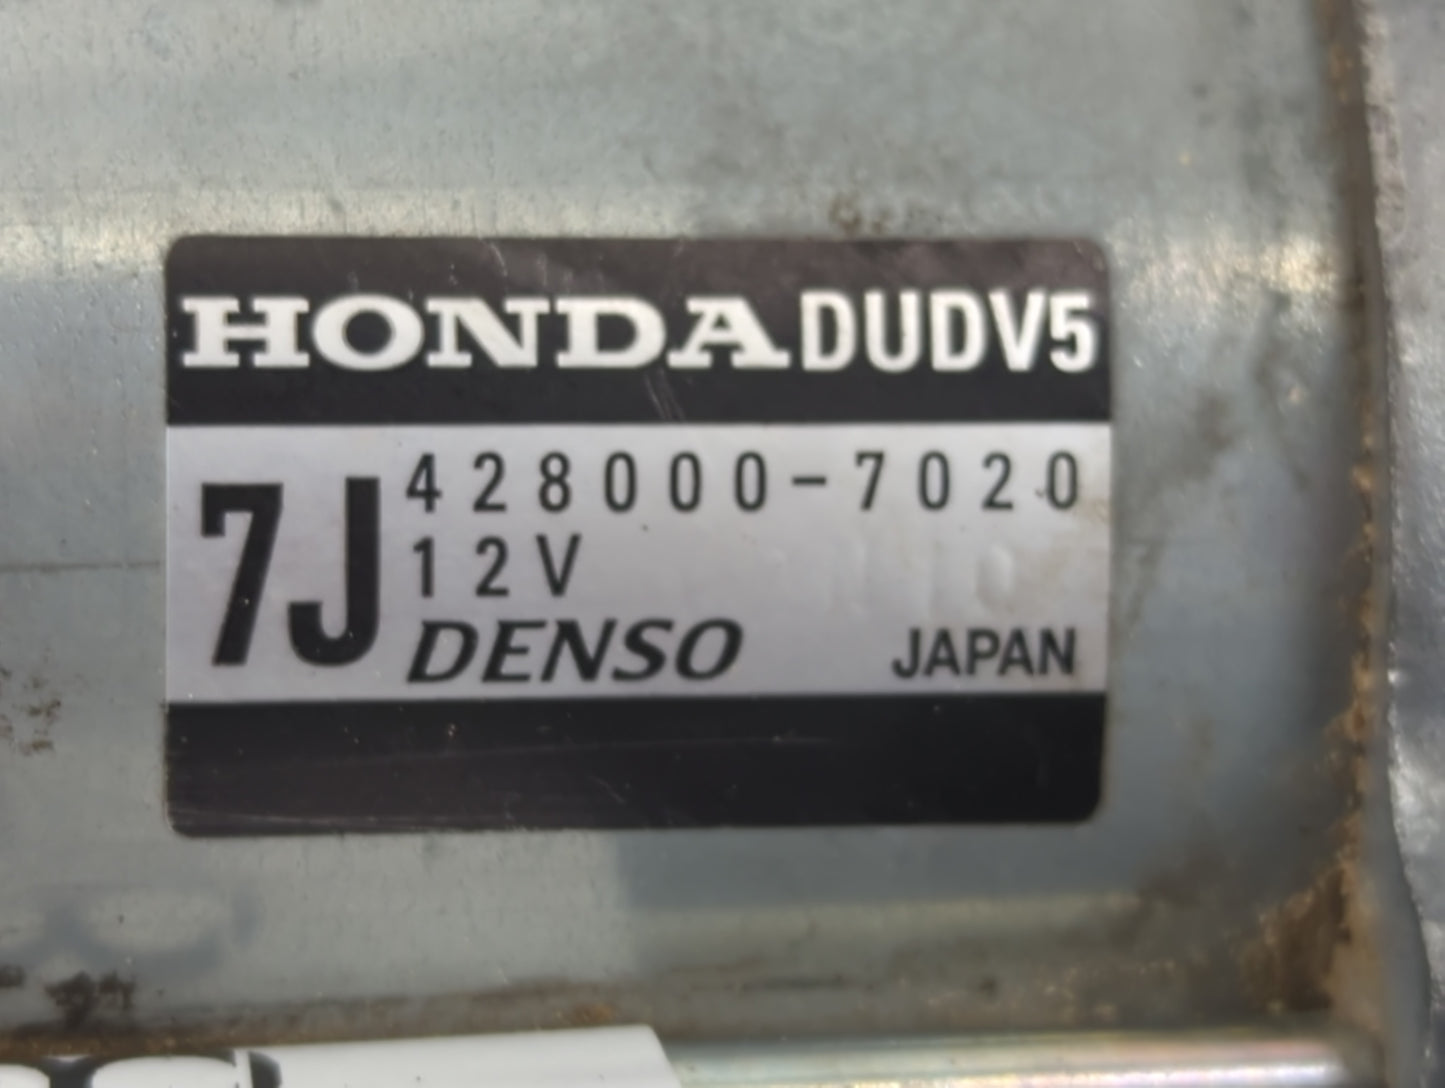 HONDA DUDV5
7J
428000-7020
12V
DENSO JAPAN